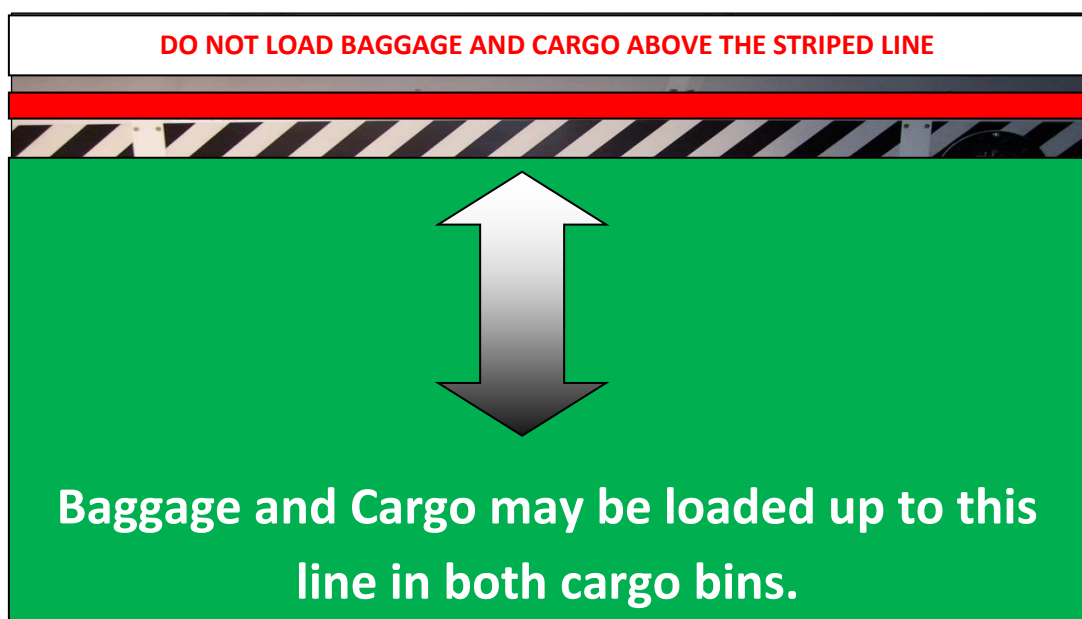 DO NOT LOAD BAGGAGE AND CARGO ABOVE THE STRIPED LINE
Baggage and Cargo may be loaded up to this
line in both cargo bins.